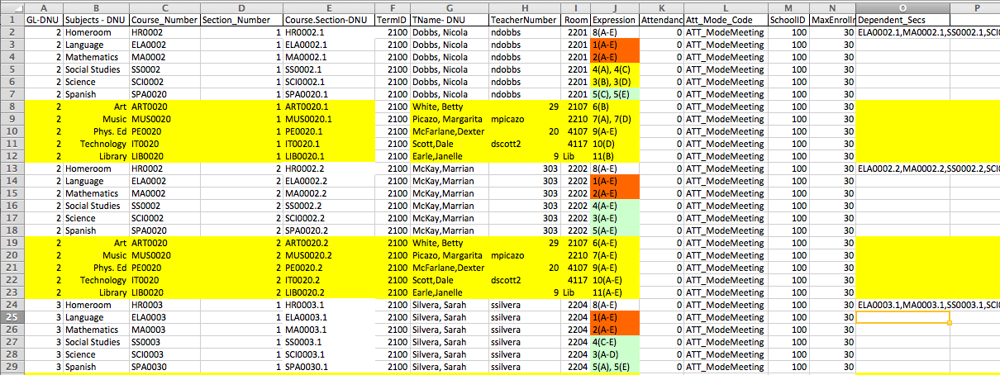 A B C D E F G H I J K L M N O P
1 GL-DNU Subjects - DNU Course_Number Section_Number Course.Section-DNU TermID TName- DNU TeacherNumber Room Expression Attendanc Att_Mode_Code SchoolID MaxEnrollr Dependent_Secs
2 2 Homeroom HR0002 1 HR0002.1 2100 Dobbs, Nicola ndobbs 2201 8(A-E) 0 ATT_ModeMeeting 100 30 ELA0002.1,MA0002.1,SS0002.1,SCI
3 2 Language ELA0002 1 ELA0002.1 2100 Dobbs, Nicola ndobbs 2201 1(A-E) 0 ATT_ModeMeeting 100 30
4 2 Mathematics MA0002 1 MA0002.1 2100 Dobbs, Nicola ndobbs 2201 2(A-E) 0 ATT_ModeMeeting 100 30
5 2 Social Studies SS0002 1 SS0002.1 2100 Dobbs, Nicola ndobbs 2201 4(A), 4(C) 0 ATT_ModeMeeting 100 30
6 2 Science SCI0002 1 SCI0002.1 2100 Dobbs, Nicola ndobbs 2201 3(B), 3(D) 0 ATT_ModeMeeting 100 30
7 2 Spanish SPA0020 1 SPA0020.1 2100 Dobbs, Nicola ndobbs 2201 5(C), 5(E) 0 ATT_ModeMeeting 100 30
8 2 Art ART0020 1 ART0020.1 2100 White, Betty 29 2107 6(B) 0 ATT_ModeMeeting 100 30
9 2 Music MUS0020 1 MUS0020.1 2100 Picazo, Margarita mpicazo 2210 7(A), 7(D) 0 ATT_ModeMeeting 100 30
10 2 Phys. Ed PE0020 1 PE0020.1 2100 McFarlane,Dexter 20 4107 9(A-E) 0 ATT_ModeMeeting 100 30
11 2 Technology IT0020 1 IT0020.1 2100 Scott,Dale dscott2 4117 10(D) 0 ATT_ModeMeeting 100 30
12 2 Library LIB0020 1 LIB0020.1 2100 Earle,Janelle 9 Lib 11(B) 0 ATT_ModeMeeting 100 30
13 2 Homeroom HR0002 2 HR0002.2 2100 McKay,Marrian 303 2202 8(A-E) 0 ATT_ModeMeeting 100 30 ELA0002.2,MA0002.2,SS0002.2,SCI
14 2 Language ELA0002 2 ELA0002.2 2100 McKay,Marrian 303 2202 1(A-E) 0 ATT_ModeMeeting 100 30
15 2 Mathematics MA0002 2 MA0002.2 2100 McKay,Marrian 303 2202 2(A-E) 0 ATT_ModeMeeting 100 30
16 2 Social Studies SS0002 2 SS0002.2 2100 McKay,Marrian 303 2202 4(A-E) 0 ATT_ModeMeeting 100 30
17 2 Science SCI0002 2 SCI0002.2 2100 McKay,Marrian 303 2202 3(A-E) 0 ATT_ModeMeeting 100 30
18 2 Spanish SPA0020 2 SPA0020.2 2100 McKay,Marrian 303 2202 5(A-E) 0 ATT_ModeMeeting 100 30
19 2 Art ART0020 2 ART0020.2 2100 White, Betty 29 2107 6(A-E) 0 ATT_ModeMeeting 100 30
20 2 Music MUS0020 2 MUS0020.2 2100 Picazo, Margarita mpicazo 2210 7(A-E) 0 ATT_ModeMeeting 100 30
21 2 Phys. Ed PE0020 2 PE0020.2 2100 McFarlane,Dexter 20 4107 9(A-E) 0 ATT_ModeMeeting 100 30
22 2 Technology IT0020 2 IT0020.2 2100 Scott,Dale dscott2 4117 10(A-E) 0 ATT_ModeMeeting 100 30
23 2 Library LIB0020 2 LIB0020.2 2100 Earle,Janelle 9 Lib 11(A-E) 0 ATT_ModeMeeting 100 30
24 3 Homeroom HR0003 1 HR0003.1 2100 Silvera, Sarah ssilvera 2204 8(A-E) 0 ATT_ModeMeeting 100 30 ELA0003.1,MA0003.1,SS0003.1,SCI
25 3 Language ELA0003 1 ELA0003.1 2100 Silvera, Sarah ssilvera 2204 1(A-E) 0 ATT_ModeMeeting 100 30
26 3 Mathematics MA0003 1 MA0003.1 2100 Silvera, Sarah ssilvera 2204 2(A-E) 0 ATT_ModeMeeting 100 30
27 3 Social Studies SS0003 1 SS0003.1 2100 Silvera, Sarah ssilvera 2204 4(C-E) 0 ATT_ModeMeeting 100 30
28 3 Science SCI0003 1 SCI0003.1 2100 Silvera, Sarah ssilvera 2204 3(A-D) 0 ATT_ModeMeeting 100 30
29 3 Spanish SPA0030 1 SPA0030.1 2100 Silvera, Sarah ssilvera 2204 5(A), 5(E) 0 ATT_ModeMeeting 100 30